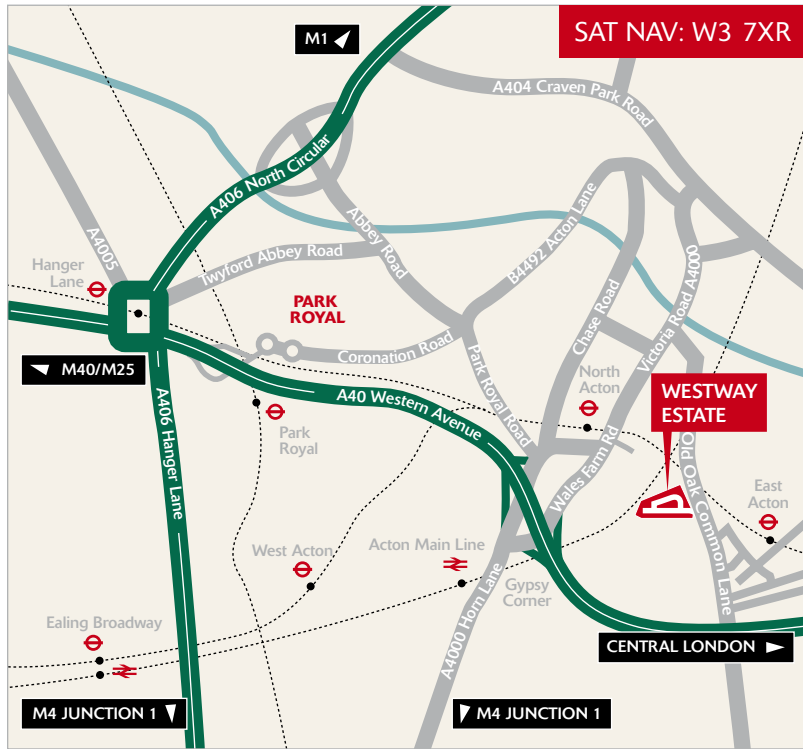 M1
SAT NAV: W3 7XR
A404 Craven Park Road
A406 North Circular
A4005
Abbey Road
B4492 Acton Lane
Twyford Abbey Road
Hanger
Lane
PARK
ROYAL
Chase Road
Victoria Road A4000
Coronation Road
Park Royal Road
M40/M25
A40 Western Avenue
A406 Hanger Lane
North
Acton
WESTWAY
ESTATE
Park
Royal
Wales Farm Rd
Old Oak Common Lane
East
Acton
West Acton
Acton Main Line
Gypsy
Corner
A4000 Horn Lane
Ealing Broadway
CENTRAL LONDON
M4 JUNCTION 1
M4 JUNCTION 1